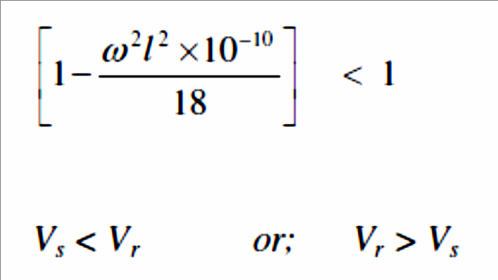 [1 − ω²l² × 10⁻¹⁰ / 18] < 1
Vₛ < Vᵣ or; Vᵣ > Vₛ